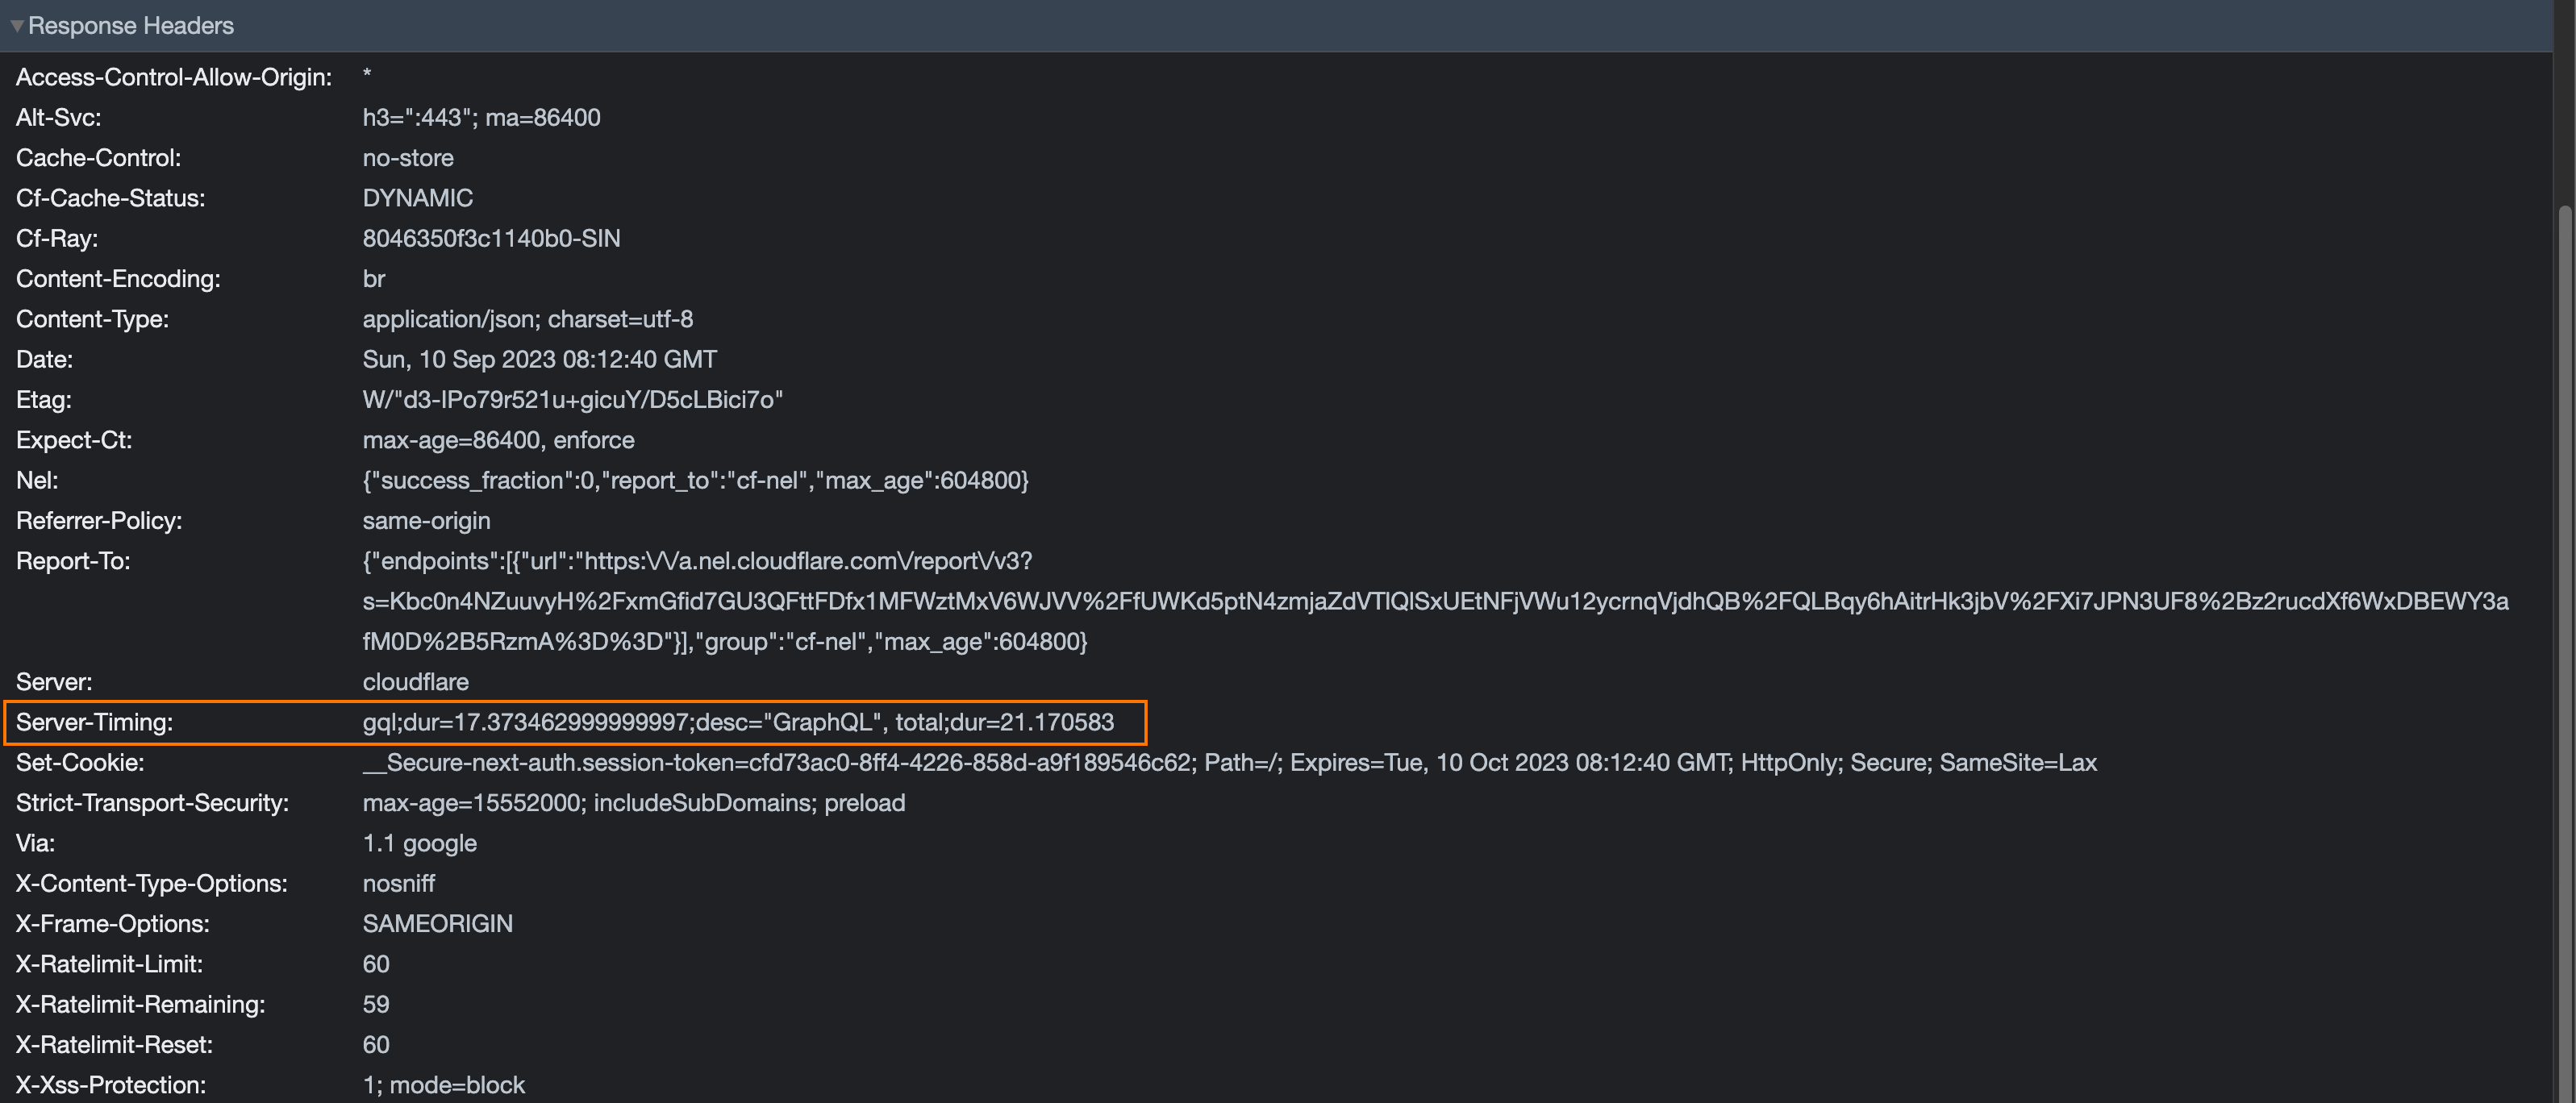 Response Headers
Access-Control-Allow-Origin: *
Alt-Svc: h3=":443"; ma=86400
Cache-Control: no-store
Cf-Cache-Status: DYNAMIC
Cf-Ray: 8046350f3c1140b0-SIN
Content-Encoding: br
Content-Type: application/json; charset=utf-8
Date: Sun, 10 Sep 2023 08:12:40 GMT
Etag: W/"d3-lPo79r521u+gicuY/D5cLBici7o"
Expect-Ct: max-age=86400, enforce
Nel: {"success_fraction":0,"report_to":"cf-nel","max_age":604800}
Referrer-Policy: same-origin
Report-To: {"endpoints":[{"url":"https:\/\/a.nel.cloudflare.com\/report\/v3?
s=Kbc0n4NZuuvyH%2FxmGfid7GU3QFttFDfx1MFWztMxV6WJVV%2FfUWKd5ptN4zmjaZdVTlQlSxUEtNFjVWu12ycrnqVjdhQB%2FQLBqy6hAitrHk3jbV%2FXi7JPN3UF8%2Bz2rucdXf6WxDBEWY3a
fM0D%2B5RzmA%3D%3D"}],"group":"cf-nel","max_age":604800}
Server: cloudflare
Server-Timing: gql;dur=17.373462999999997;desc="GraphQL", total;dur=21.170583
Set-Cookie: __Secure-next-auth.session-token=cfd73ac0-8ff4-4226-858d-a9f189546c62; Path=/; Expires=Tue, 10 Oct 2023 08:12:40 GMT; HttpOnly; Secure; SameSite=Lax
Strict-Transport-Security: max-age=15552000; includeSubDomains; preload
Via: 1.1 google
X-Content-Type-Options: nosniff
X-Frame-Options: SAMEORIGIN
X-Ratelimit-Limit: 60
X-Ratelimit-Remaining: 59
X-Ratelimit-Reset: 60
X-Xss-Protection: 1; mode=block